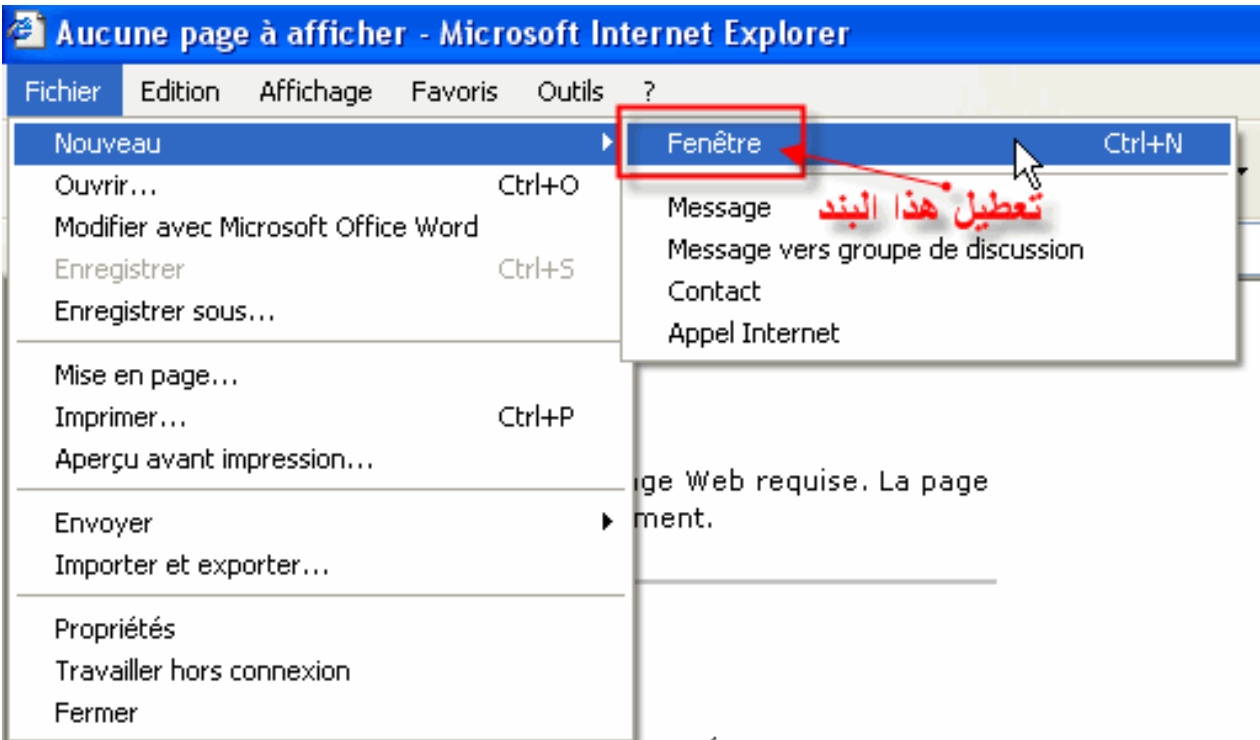 Aucune page à afficher - Microsoft Internet Explorer
Fichier Edition Affichage Favoris Outils ?
Nouveau
Ouvrir... Ctrl+O
Modifier avec Microsoft Office Word
Enregistrer Ctrl+S
Enregistrer sous...
Mise en page...
Imprimer... Ctrl+P
Aperçu avant impression...
Envoyer
Importer et exporter...
Propriétés
Travailler hors connexion
Fermer
Fenêtre Ctrl+N
تعطيل هذا البند
Message
Message vers groupe de discussion
Contact
Appel Internet
Web requise. La page